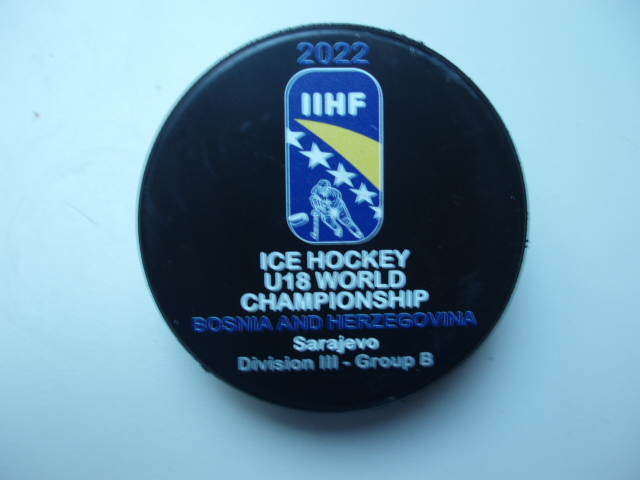 2022
IIHF
ICE HOCKEY
U18 WORLD
CHAMPIONSHIP
BOSNIA AND HERZEGOVINA
Sarajevo
Division III - Group B